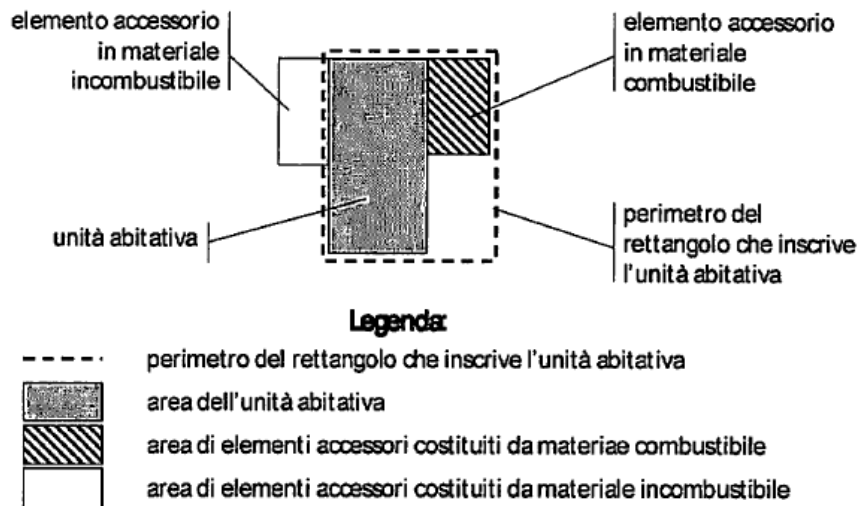 elemento accessorio
in materiale
incombustibile
elemento accessorio
in materiale
combustibile
unità abitativa
perimetro del
rettangolo che inscrive
l'unità abitativa
Legenda:
perimetro del rettangolo che inscrive l'unità abitativa
area dell'unità abitativa
area di elementi accessori costituiti da materiae combustibile
area di elementi accessori costituiti da materiale incombustibile